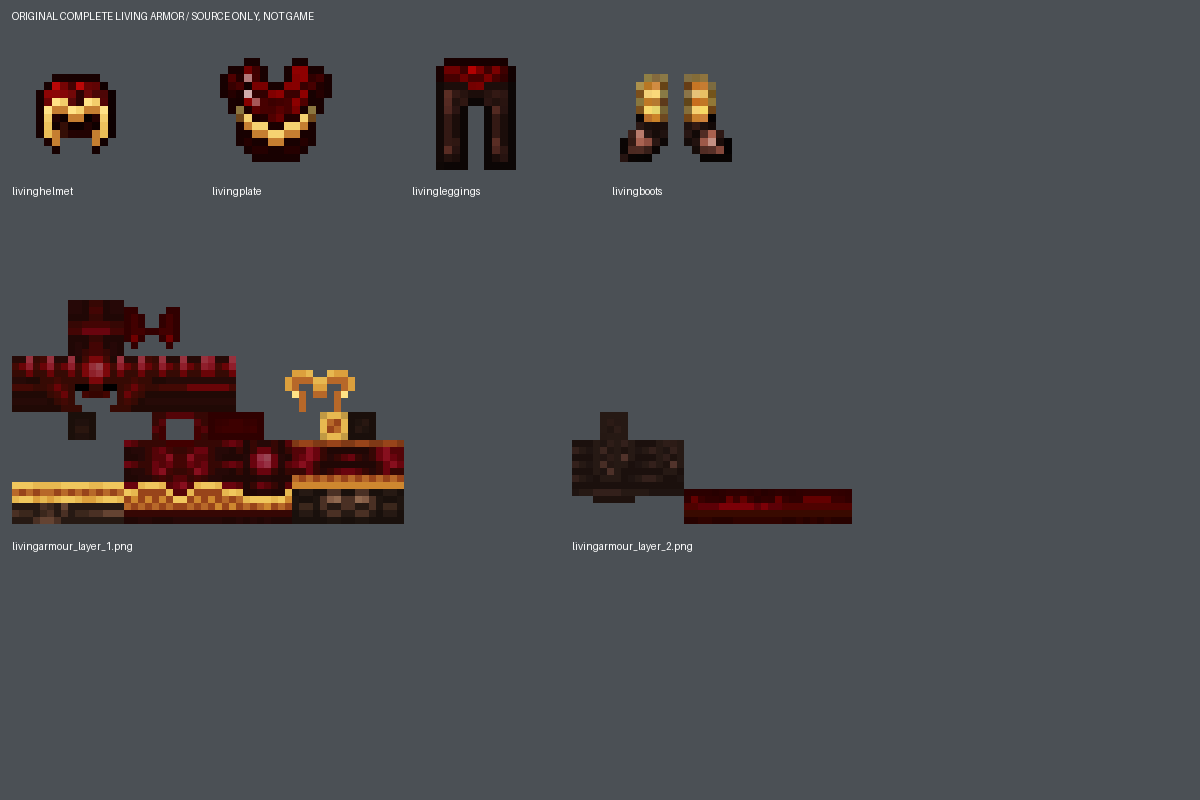 ORIGINAL COMPLETE LIVING ARMOR / SOURCE ONLY, NOT GAME
livinghelmet
livingplate
livingleggings
livingboots
livingarmour_layer_1.png
livingarmour_layer_2.png